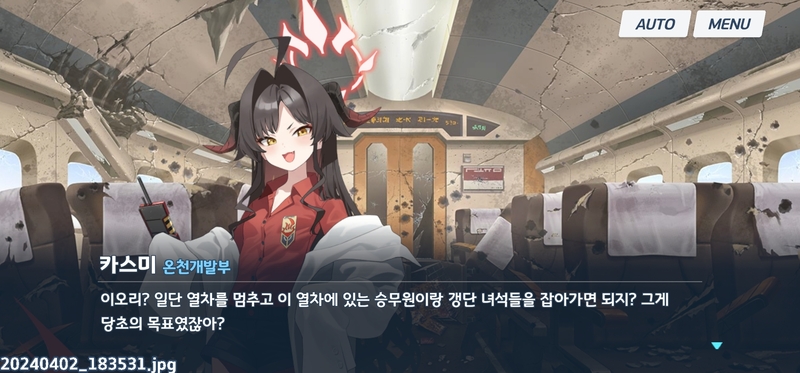 AUTO
MENU
카스미 온천개발부
이오리? 일단 열차를 멈추고 이 열차에 있는 승무원이랑 갱단 녀석들을 잡아가면 되지? 그게
당초의 목표였잖아?
20240402_183531.jpg